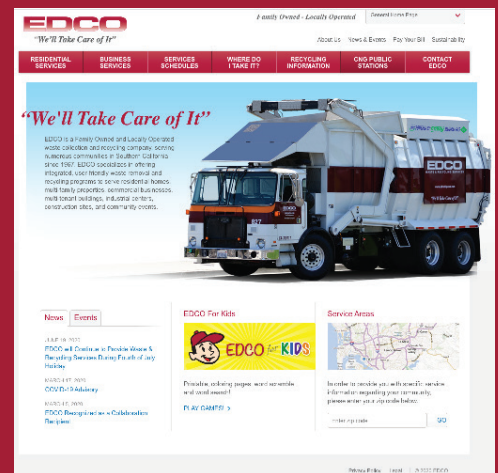 EDCO
"We'll Take Care of It"
Family Owned - Locally Operated
General Home Page
About Us News & Events Pay Your Bill Sustainability
RESIDENTIAL SERVICES
BUSINESS SERVICES
SERVICES SCHEDULES
WHERE DO I TAKE IT?
RECYCLING INFORMATION
CNG PUBLIC STATIONS
CONTACT EDCO
"We'll Take Care of It"
EDCO is a Family Owned and Locally Operated
waste collection and recycling company, serving
numerous communities in Southern California
since 1967. EDCO specializes in offering
integrated, user friendly waste removal and
recycling programs to serve residential homes,
multi family properties, commercial businesses,
multi-tenant buildings, industrial centers,
construction sites, and community events.
EDCO
News Events
EDCO will Continue to Provide Waste &
Recycling Services During Fourth of July
Holiday
COVID-19 Advisory
EDCO Recognized as a Collaboration
Recipient
EDCO For Kids
EDCO for KIDS
Printable, coloring pages, word scramble
and word search!
PLAY GAMES! >
Service Areas
In order to provide you with specific service
information regarding your community,
please enter your zip code below.
enter zip code GO
Privacy Policy Legal | © 2020 EDCO